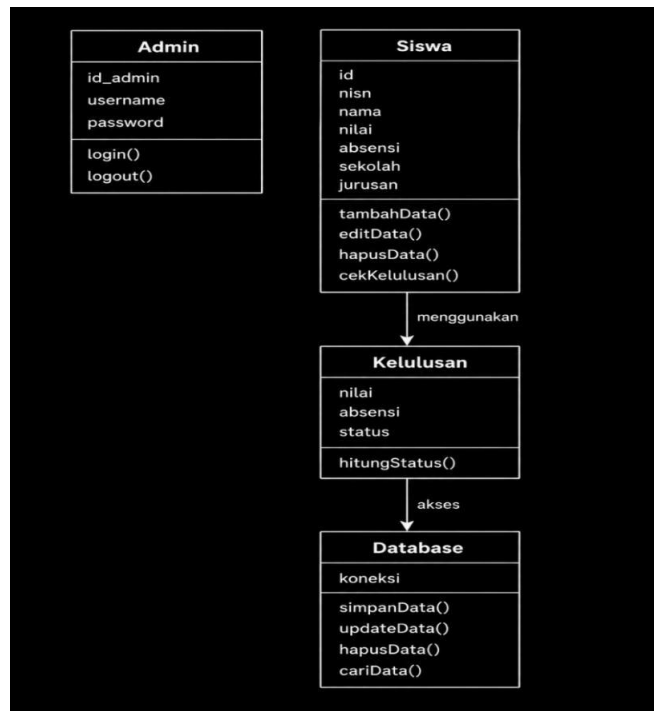 Admin
id_admin
username
password
login()
logout()
Siswa
id
nisn
nama
nilai
absensi
sekolah
jurusan
tambahData()
editData()
hapusData()
cekKelulusan()
menggunakan
Kelulusan
nilai
absensi
status
hitungStatus()
akses
Database
koneksi
simpanData()
updateData()
hapusData()
cariData()